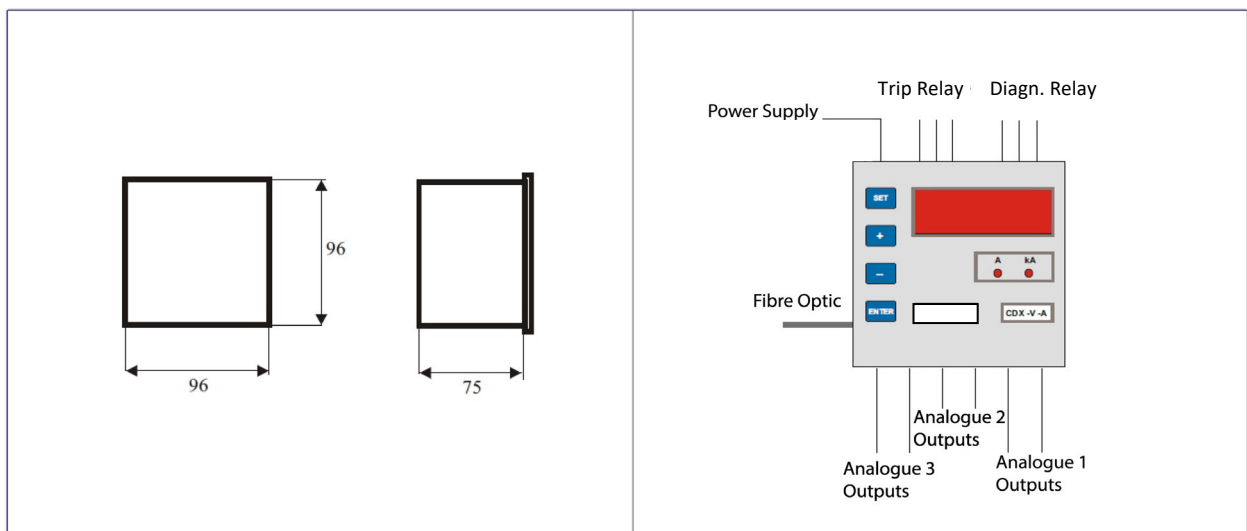 96
96
75
Trip Relay
Diagn. Relay
Power Supply
SET
+
−
A
kA
Fibre Optic
ENTER
CDX -V -A
Analogue 2
Outputs
Analogue 3
Outputs
Analogue 1
Outputs